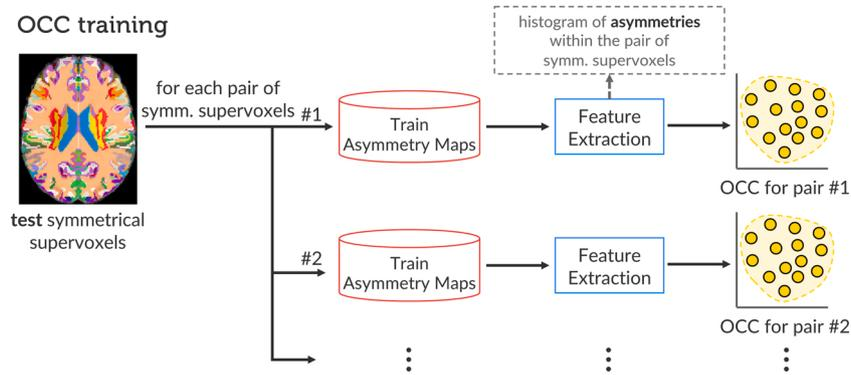 OCC training
histogram of asymmetries
within the pair of
symm. supervoxels
for each pair of
symm. supervoxels
#1
Train
Asymmetry Maps
Feature
Extraction
OCC for pair #1
test symmetrical
supervoxels
#2
Train
Asymmetry Maps
Feature
Extraction
OCC for pair #2